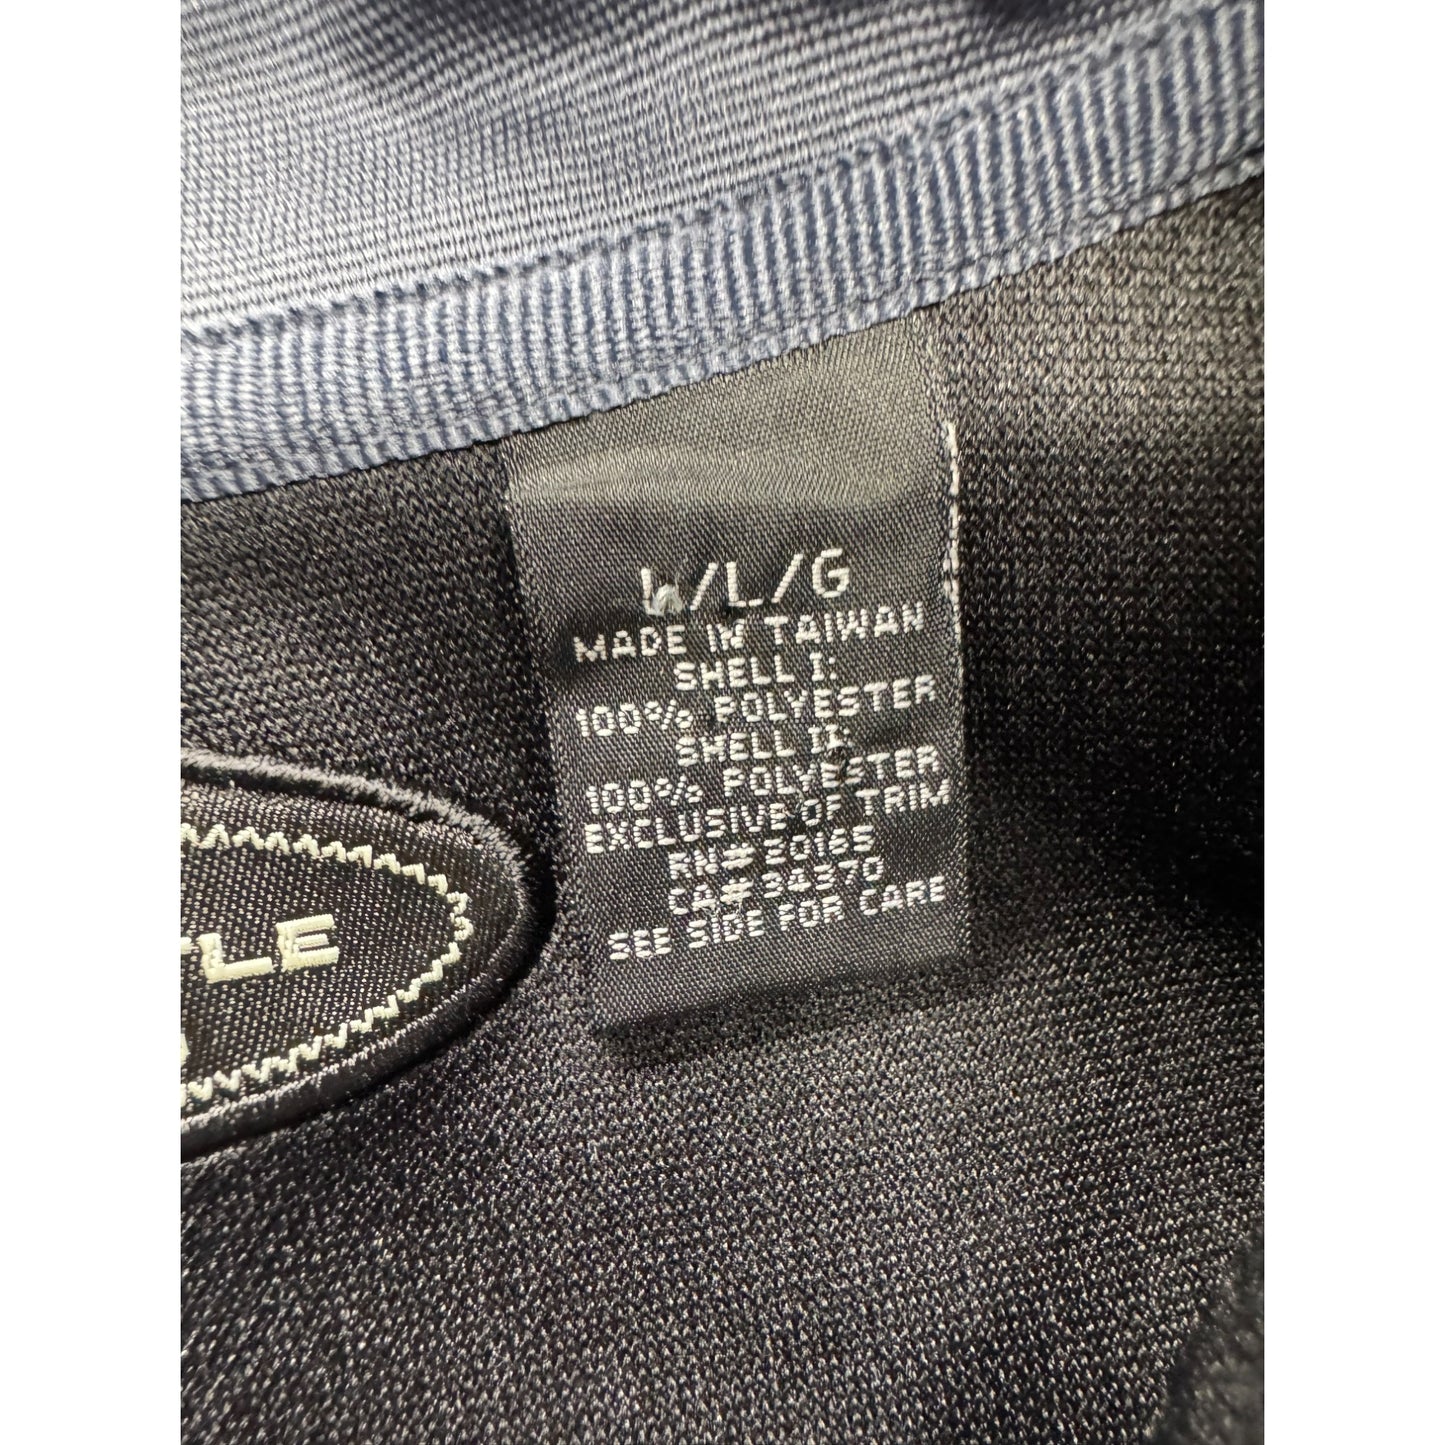 W/L/G
MADE IN TAIWAN
SHELL I:
100% POLYESTER
SHELL II:
100% POLYESTER
EXCLUSIVE OF TRIM
RN# 20165
CA# 34370
SEE SIDE FOR CARE
TLE